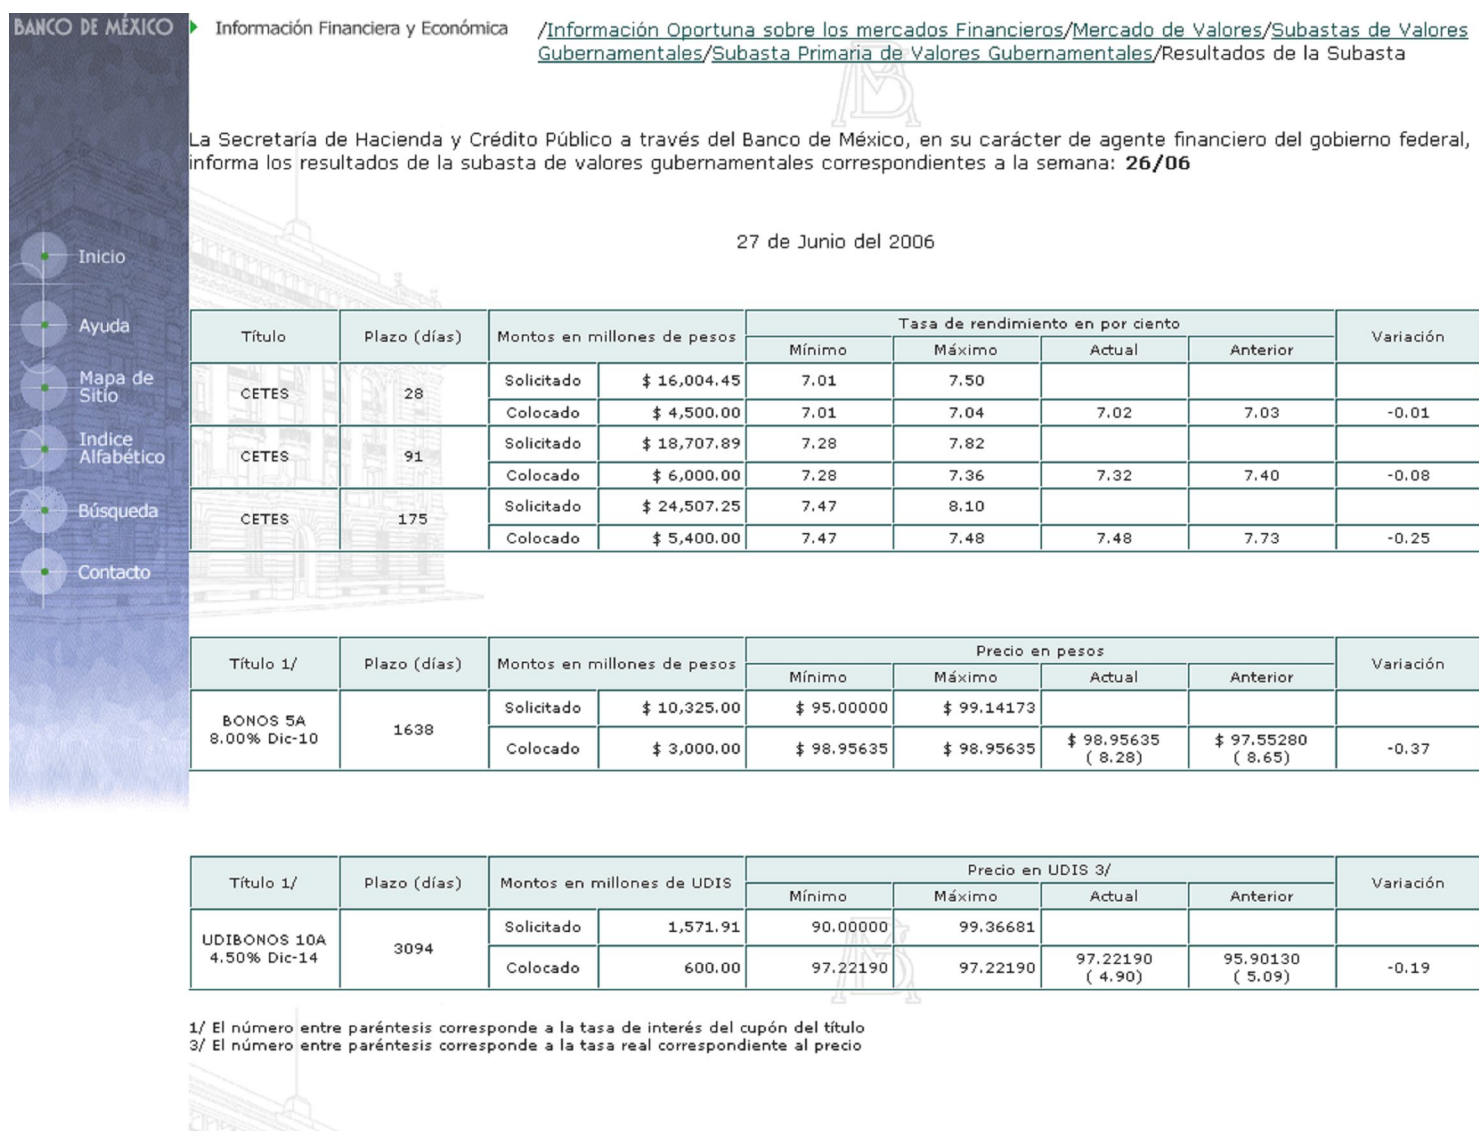 BANCO DE MÉXICO
Información Financiera y Económica
/Información Oportuna sobre los mercados Financieros/Mercado de Valores/Subastas de Valores
Gubernamentales/Subasta Primaria de Valores Gubernamentales/Resultados de la Subasta
La Secretaría de Hacienda y Crédito Público a través del Banco de México, en su carácter de agente financiero del gobierno federal,
informa los resultados de la subasta de valores gubernamentales correspondientes a la semana: 26/06
27 de Junio del 2006
Inicio
Ayuda
Mapa de
Sitio
Indice
Alfabético
Búsqueda
Contacto
Título Plazo (días) Montos en millones de pesos Tasa de rendimiento en por ciento Variación
Mínimo Máximo Actual Anterior
CETES 28 Solicitado $ 16,004.45 7.01 7.50
Colocado $ 4,500.00 7.01 7.04 7.02 7.03 -0.01
CETES 91 Solicitado $ 18,707.89 7.28 7.82
Colocado $ 6,000.00 7.28 7.36 7.32 7.40 -0.08
CETES 175 Solicitado $ 24,507.25 7.47 8.10
Colocado $ 5,400.00 7.47 7.48 7.48 7.73 -0.25
Título 1/ Plazo (días) Montos en millones de pesos Precio en pesos Variación
Mínimo Máximo Actual Anterior
BONOS 5A
8.00% Dic-10 1638 Solicitado $ 10,325.00 $ 95.00000 $ 99.14173
Colocado $ 3,000.00 $ 98.95635 $ 98.95635 $ 98.95635 $ 97.55280 -0.37
( 8.28) ( 8.65)
Título 1/ Plazo (días) Montos en millones de UDIS Precio en UDIS 3/ Variación
Mínimo Máximo Actual Anterior
UDIBONOS 10A
4.50% Dic-14 3094 Solicitado 1,571.91 90.00000 99.36681
Colocado 600.00 97.22190 97.22190 97.22190 95.90130 -0.19
( 4.90) ( 5.09)
1/ El número entre paréntesis corresponde a la tasa de interés del cupón del título
3/ El número entre paréntesis corresponde a la tasa real correspondiente al precio